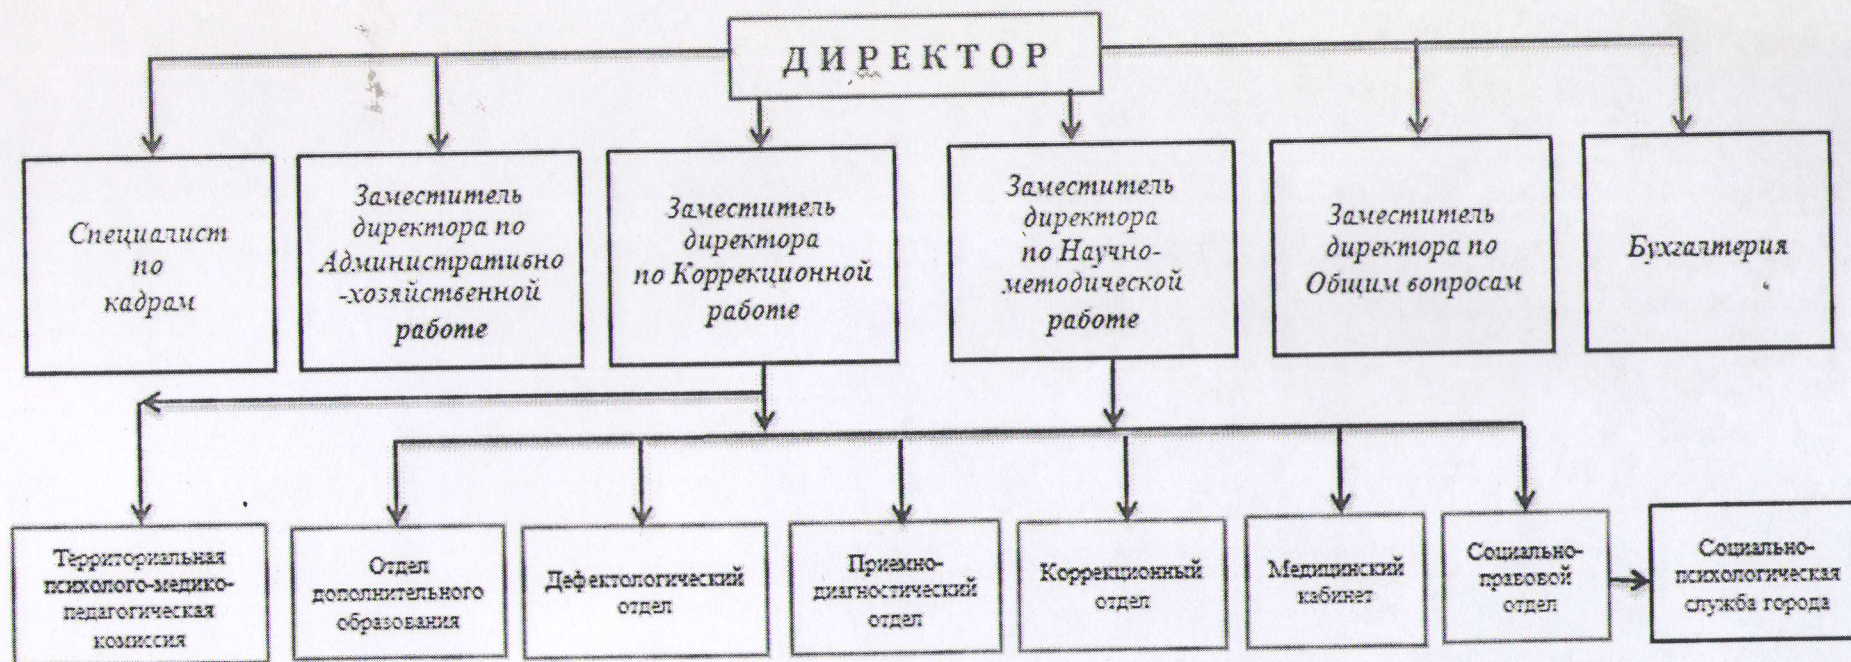 ДИРЕКТОР
Специалист
по
кадрам
Заместитель
директора по
Административно
-хозяйственной
работе
Заместитель
директора
по Коррекционной
работе
Заместитель
директора
по Научно-
методической
работе
Заместитель
директора по
Общим вопросам
Бухгалтерия
Территориальная
психолого-медико-
педагогическая
комиссия
Отдел
дополнительного
образования
Дефектологический
отдел
Приемно-
диагностический
отдел
Коррекционный
отдел
Медицинский
кабинет
Социально-
правовой
отдел
Социально-
психологическая
служба города